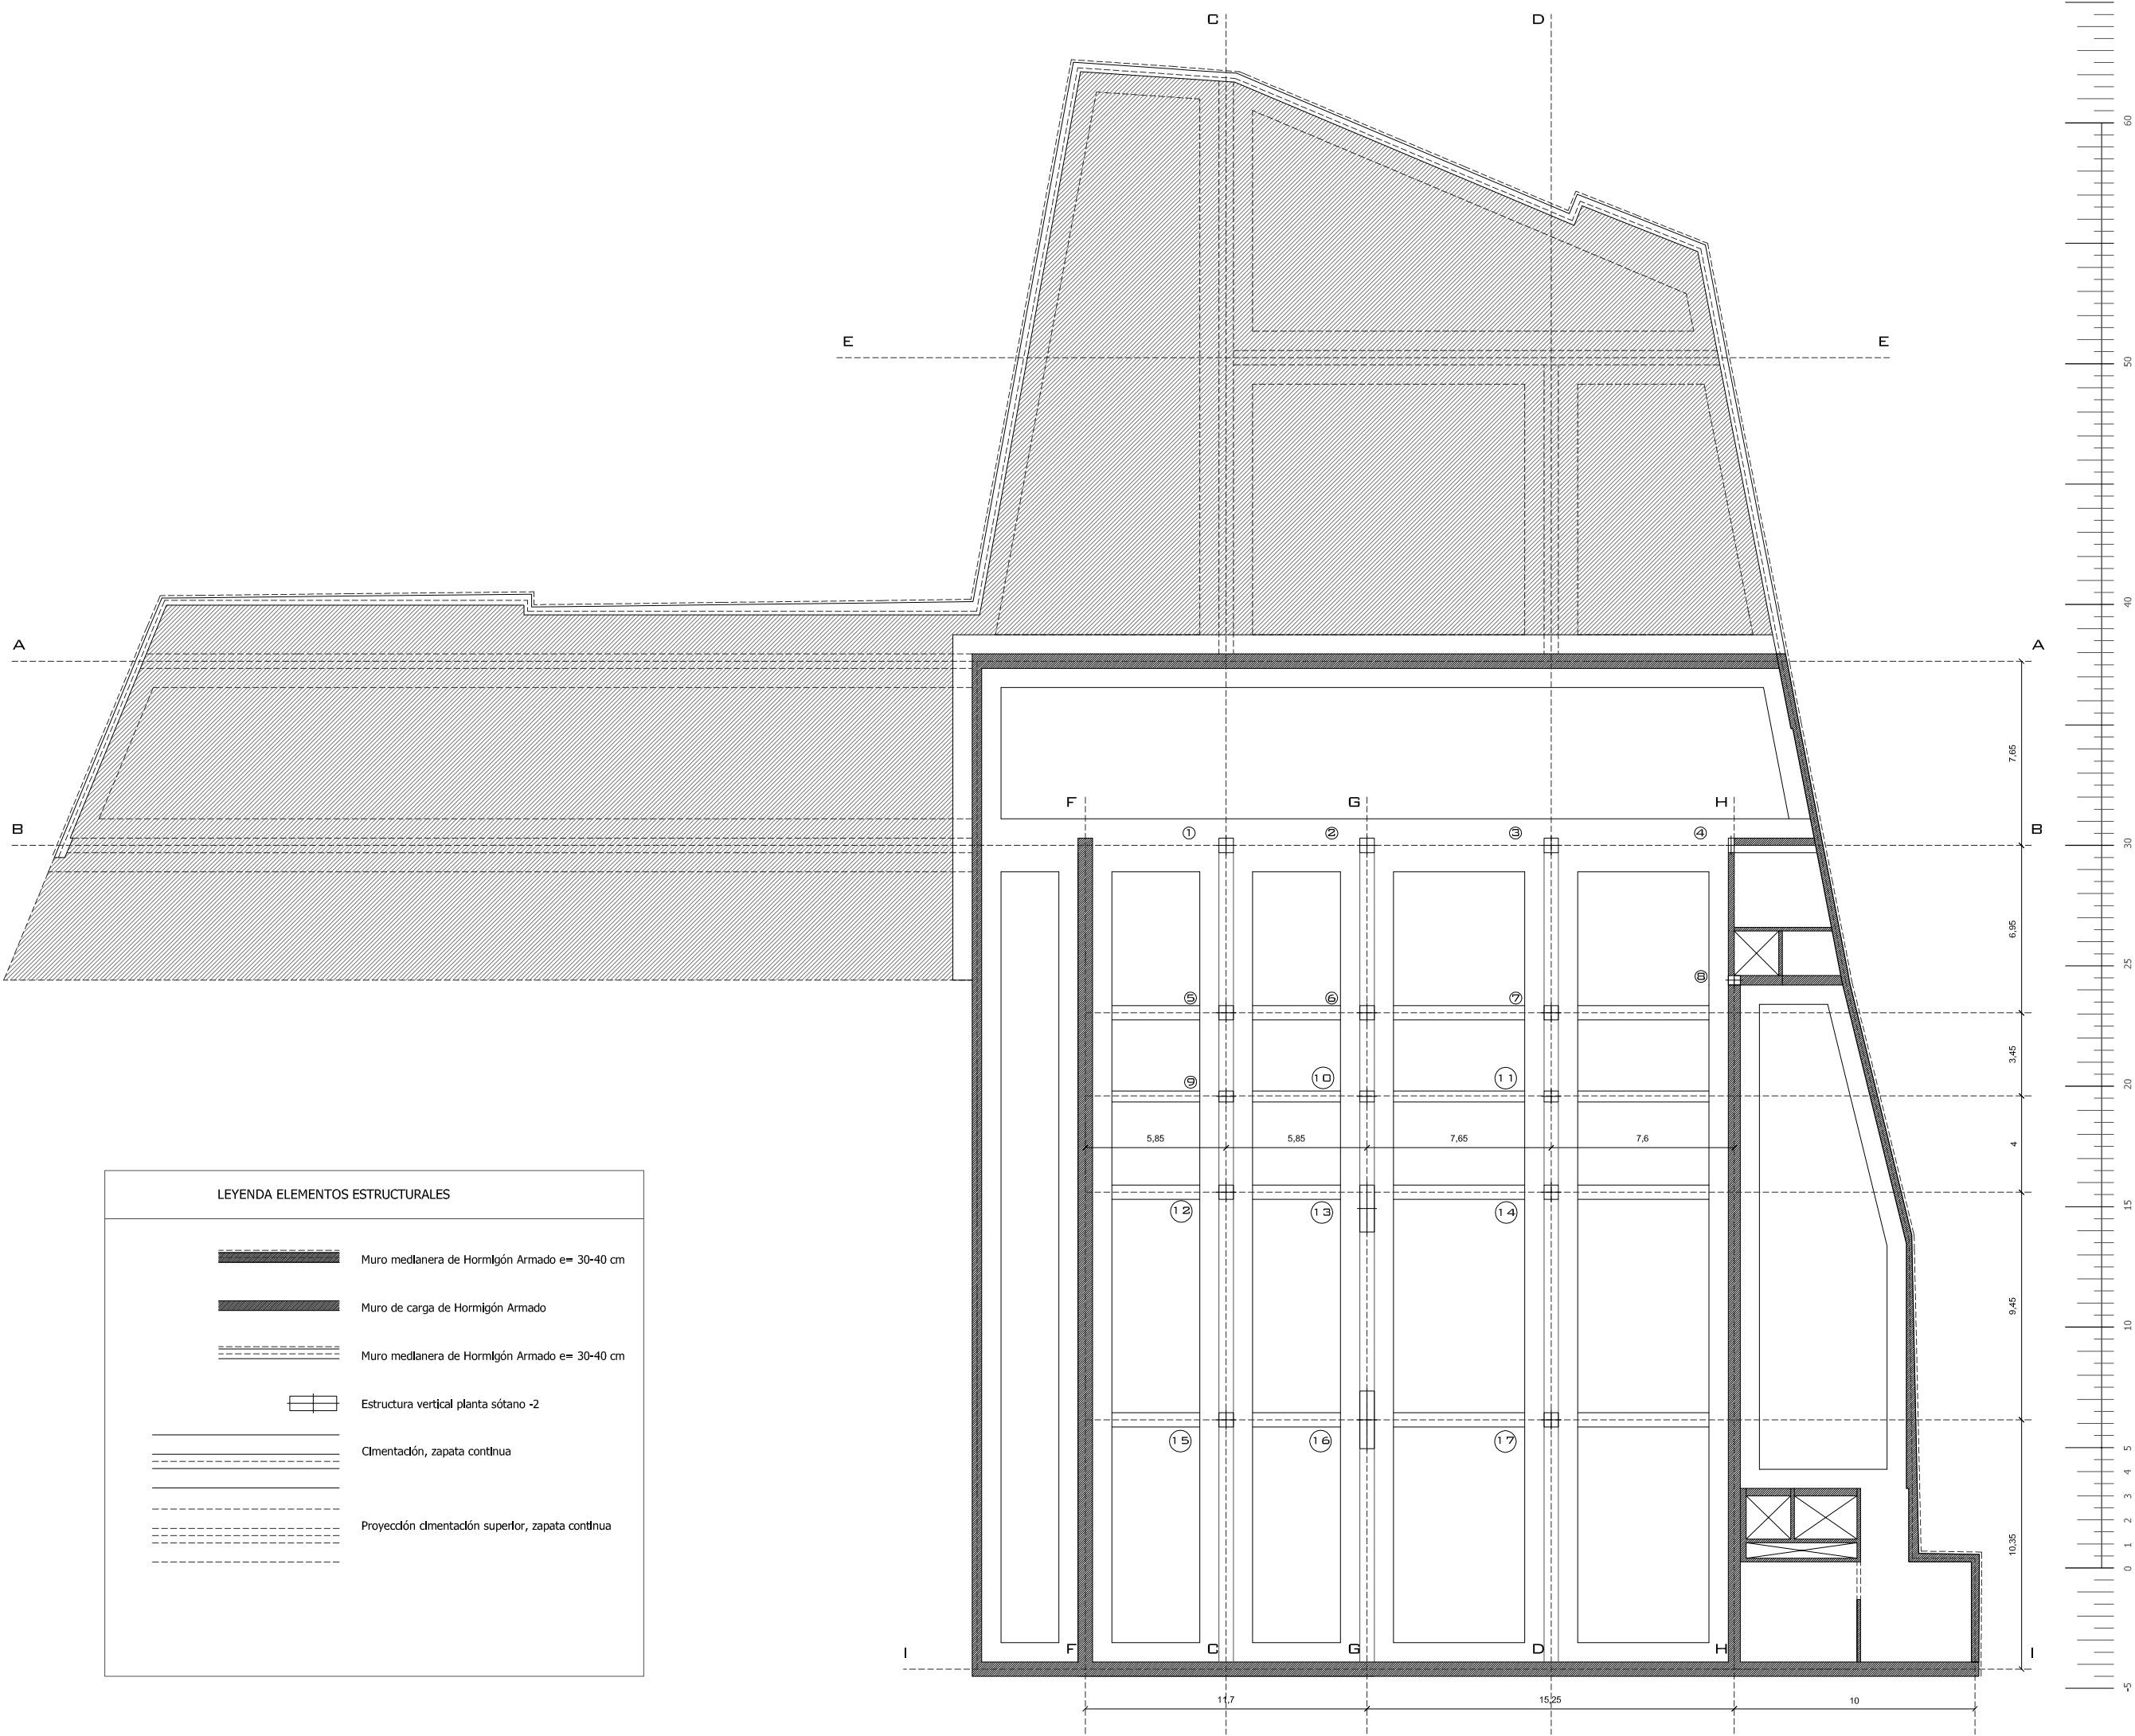 C D
60
E E
50
40
A A
7,65
F G H
B ① ② ③ ④ B
30
6,95
⑧
25
⑤ ⑥ ⑦
3,45
⑨ 10 11
20
5,85 5,85 7,65 7,6
4
LEYENDA ELEMENTOS ESTRUCTURALES
12 13 14
15
Muro medianera de Hormigón Armado e= 30-40 cm
9,45
Muro de carga de Hormigón Armado
10
Muro medianera de Hormigón Armado e= 30-40 cm
Estructura vertical planta sótano -2
15 16 17
Cimentación, zapata continua
5
4
3
Proyección cimentación superior, zapata continua
2
1
10,35
0
I F C G D H I
-5
11,7 15,25 10